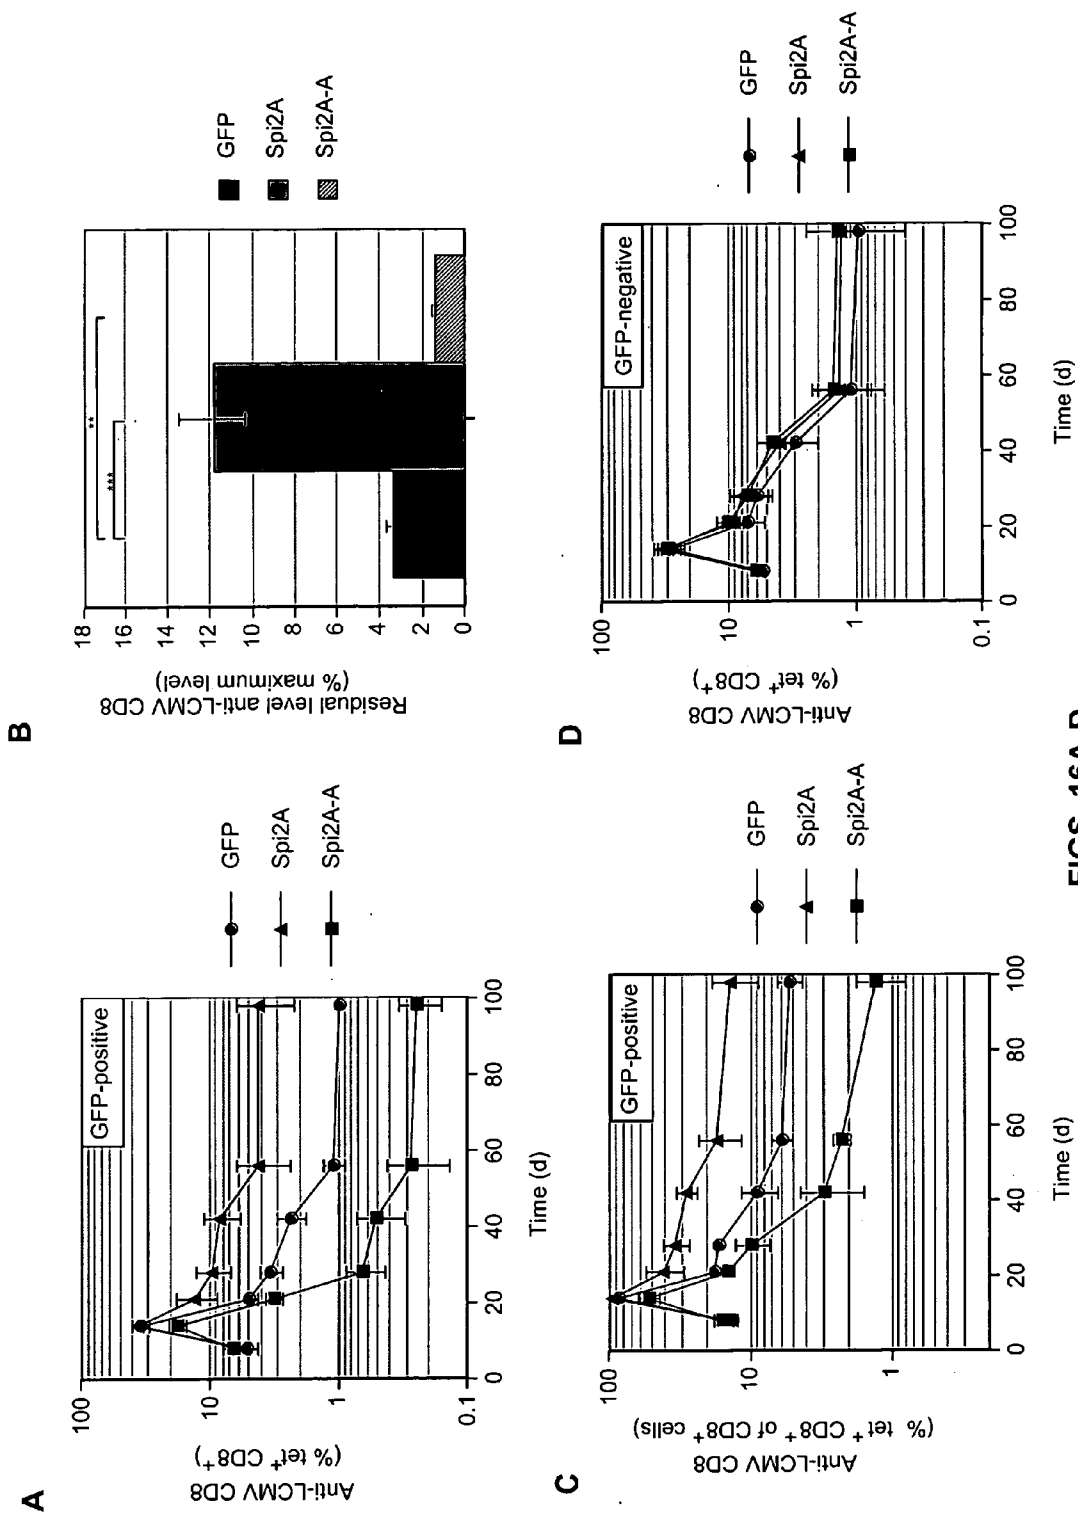 A
Anti-LCMV CD8
(% tet⁺ CD8⁺)
100
10
1
0.1
GFP-positive
0
20
40
60
80
100
Time (d)
GFP
Spi2A
Spi2A-A
B
Residual level anti-LCMV CD8
(% maximum level)
18
16
14
12
10
8
6
4
2
0
**
***
GFP
Spi2A
Spi2A-A
C
Anti-LCMV CD8
(% tet⁺ CD8⁺ of CD8⁺ cells)
100
10
1
GFP-positive
0
20
40
60
80
100
Time (d)
GFP
Spi2A
Spi2A-A
D
Anti-LCMV CD8
(% tet⁺ CD8⁺)
100
10
1
0.1
GFP-negative
0
20
40
60
80
100
Time (d)
GFP
Spi2A
Spi2A-A
FIGS. 16A-D